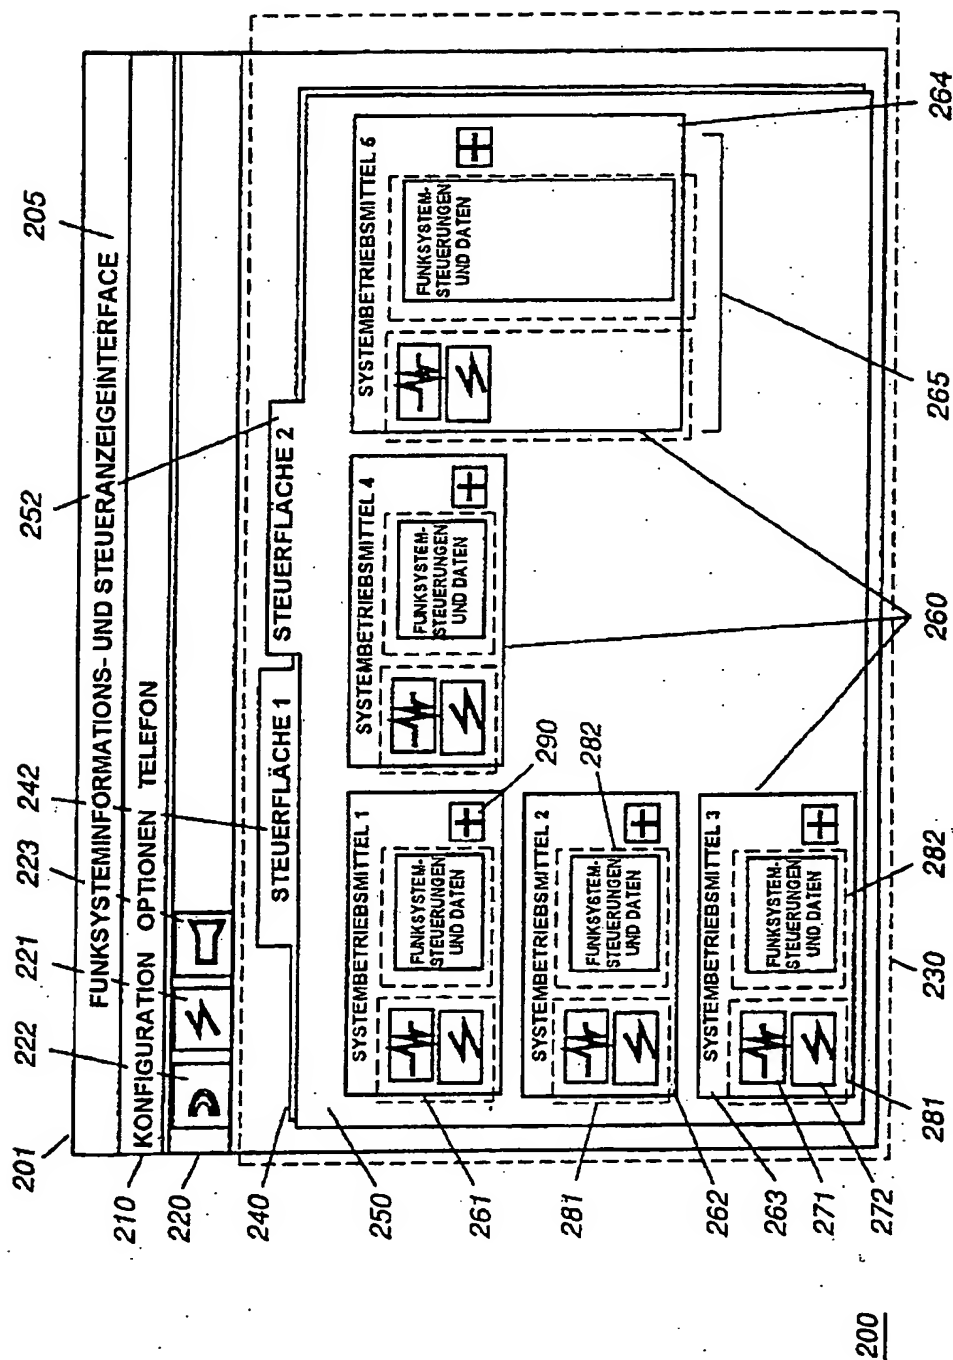 FUNKSYSTEMINFORMATIONS- UND STEUERANZEIGEINTERFACE
KONFIGURATION OPTIONEN TELEFON
STEUERFLÄCHE 1
STEUERFLÄCHE 2
SYSTEMBETRIEBSMITTEL 1
FUNKSYSTEM-
STEUERUNGEN
UND DATEN
SYSTEMBETRIEBSMITTEL 4
FUNKSYSTEM-
STEUERUNGEN
UND DATEN
SYSTEMBETRIEBSMITTEL 5
FUNKSYSTEM-
STEUERUNGEN
UND DATEN
SYSTEMBETRIEBSMITTEL 2
FUNKSYSTEM-
STEUERUNGEN
UND DATEN
SYSTEMBETRIEBSMITTEL 3
FUNKSYSTEM-
STEUERUNGEN
UND DATEN
201
222
221
223
242
252
205
210
220
240
250
261
281
262
263
271
272
281
230
282
290
282
260
265
264
200